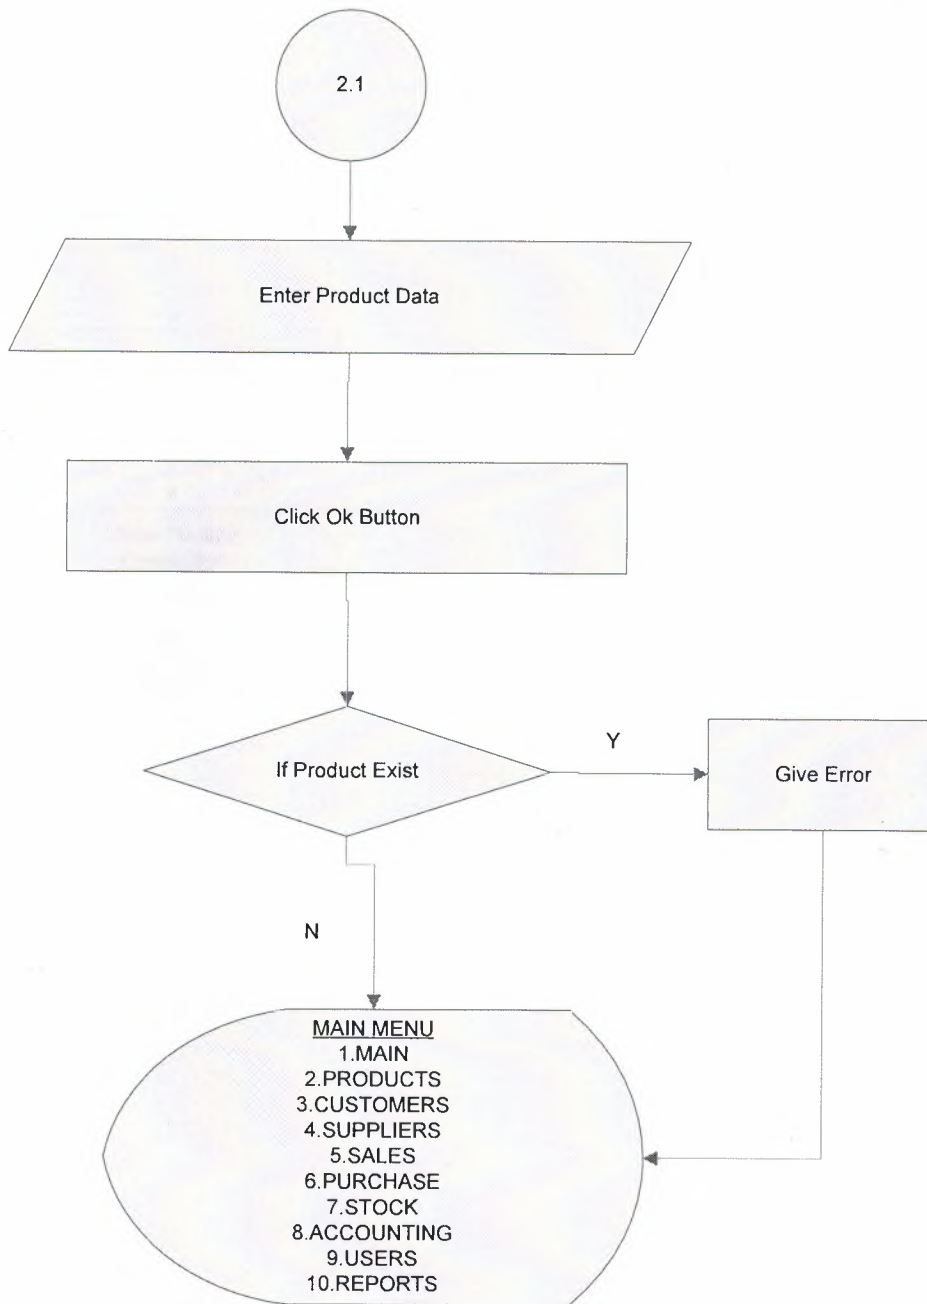 2.1
Enter Product Data
Click Ok Button
If Product Exist
Y
Give Error
N
MAIN MENU
1.MAIN
2.PRODUCTS
3.CUSTOMERS
4.SUPPLIERS
5.SALES
6.PURCHASE
7.STOCK
8.ACCOUNTING
9.USERS
10.REPORTS